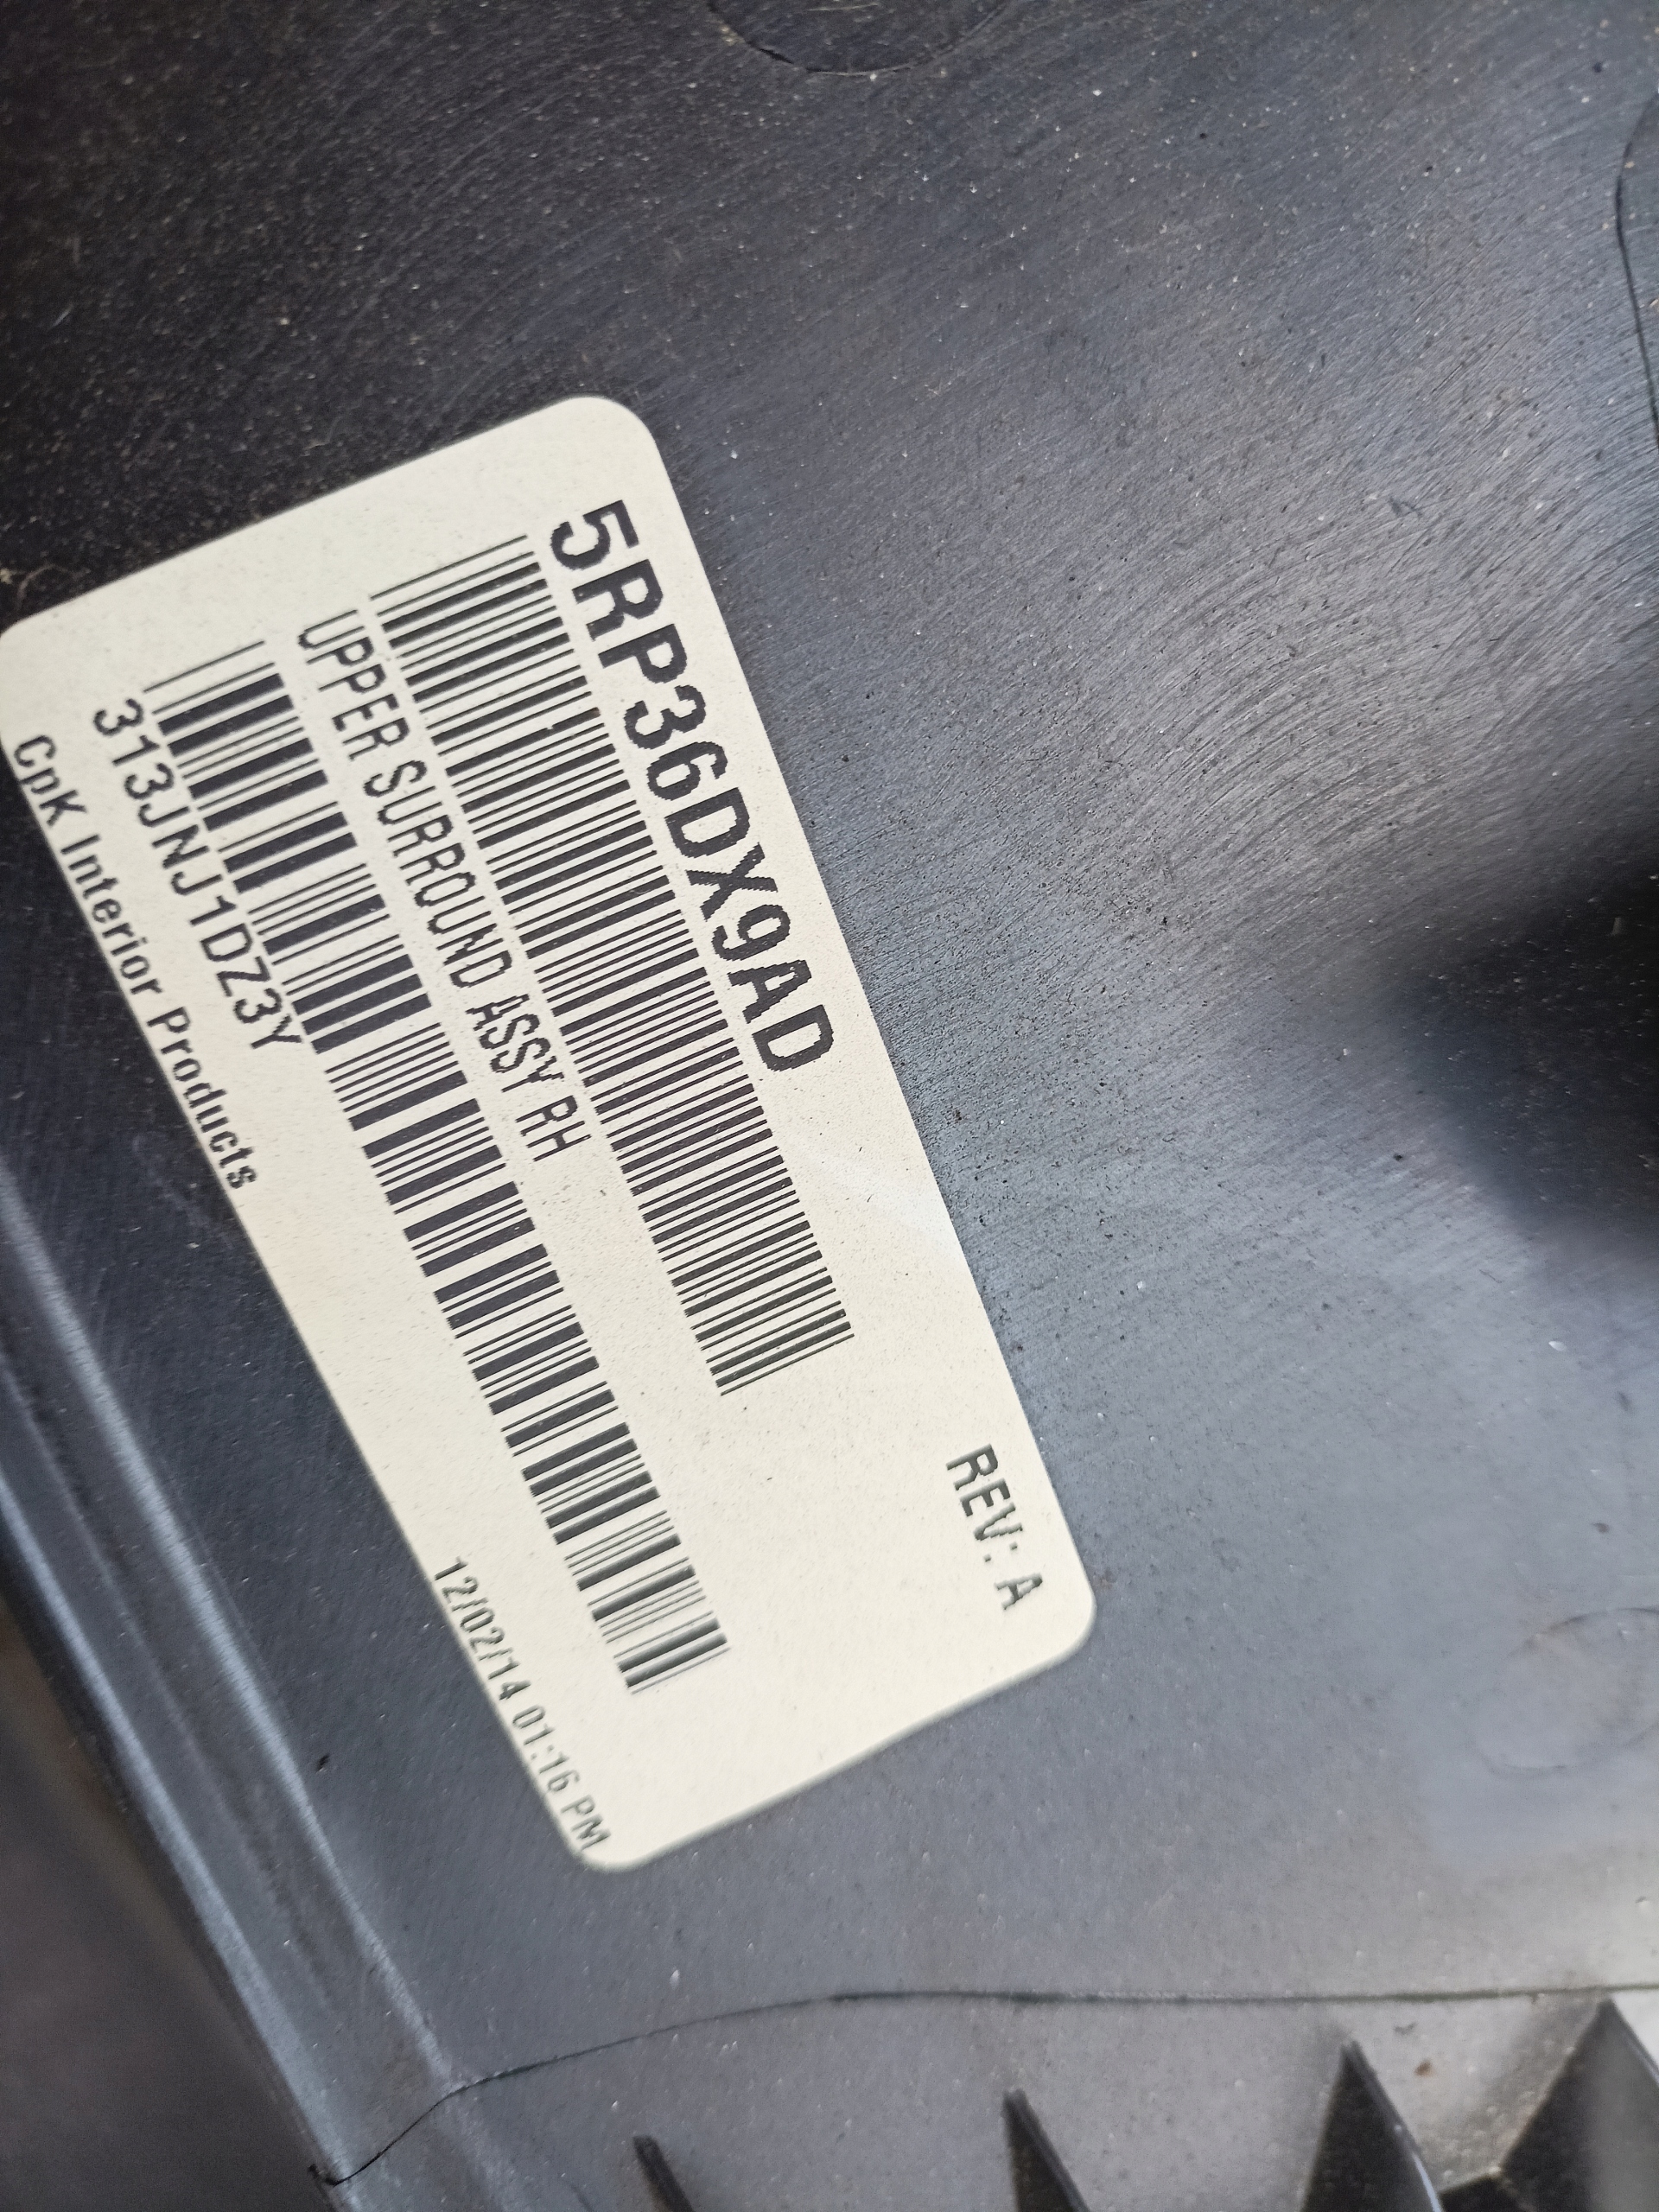 5RP36DX9AD
REV: A
UPPER SURROUND ASSY RH
313JNJ1DZ3Y
CpK Interior Products
12/02/14 01:16 PM